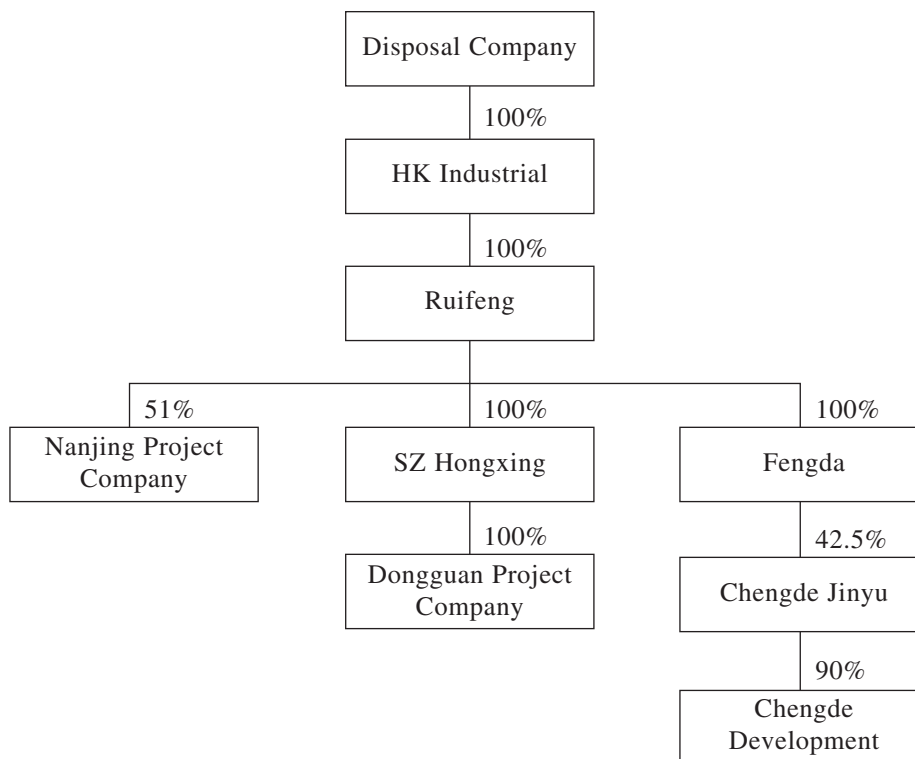 Disposal Company
100%
HK Industrial
100%
Ruifeng
51%
100%
100%
Nanjing Project
Company
SZ Hongxing
Fengda
100%
42.5%
Dongguan Project
Company
Chengde Jinyu
90%
Chengde
Development